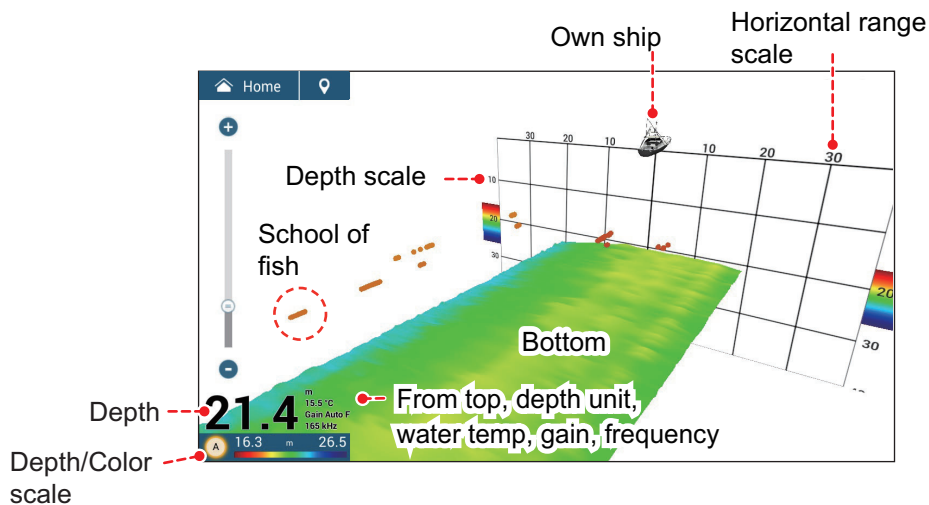 Own ship
Horizontal range
scale
Home
30 20 10 10 20 30
Depth scale
10
20
30
20
30
School of
fish
Bottom
Depth
21.4
m
15.5 °C
Gain Auto F
165 kHz
From top, depth unit,
water temp, gain, frequency
A
16.3 m 26.5
Depth/Color
scale